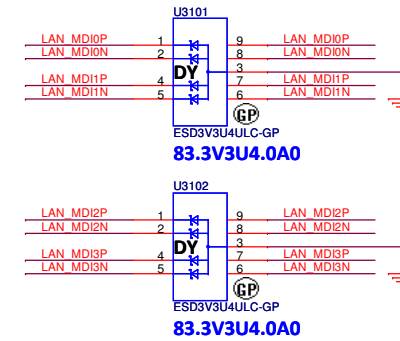 U3101
LAN_MDI0P 1 9 LAN_MDI0P
LAN_MDI0N 2 8 LAN_MDI0N
DY 3
LAN_MDI1P 4 7 LAN_MDI1P
LAN_MDI1N 5 6 LAN_MDI1N
GP
ESD3V3U4ULC-GP
83.3V3U4.0A0
U3102
LAN_MDI2P 1 9 LAN_MDI2P
LAN_MDI2N 2 8 LAN_MDI2N
DY 3
LAN_MDI3P 4 7 LAN_MDI3P
LAN_MDI3N 5 6 LAN_MDI3N
GP
ESD3V3U4ULC-GP
83.3V3U4.0A0